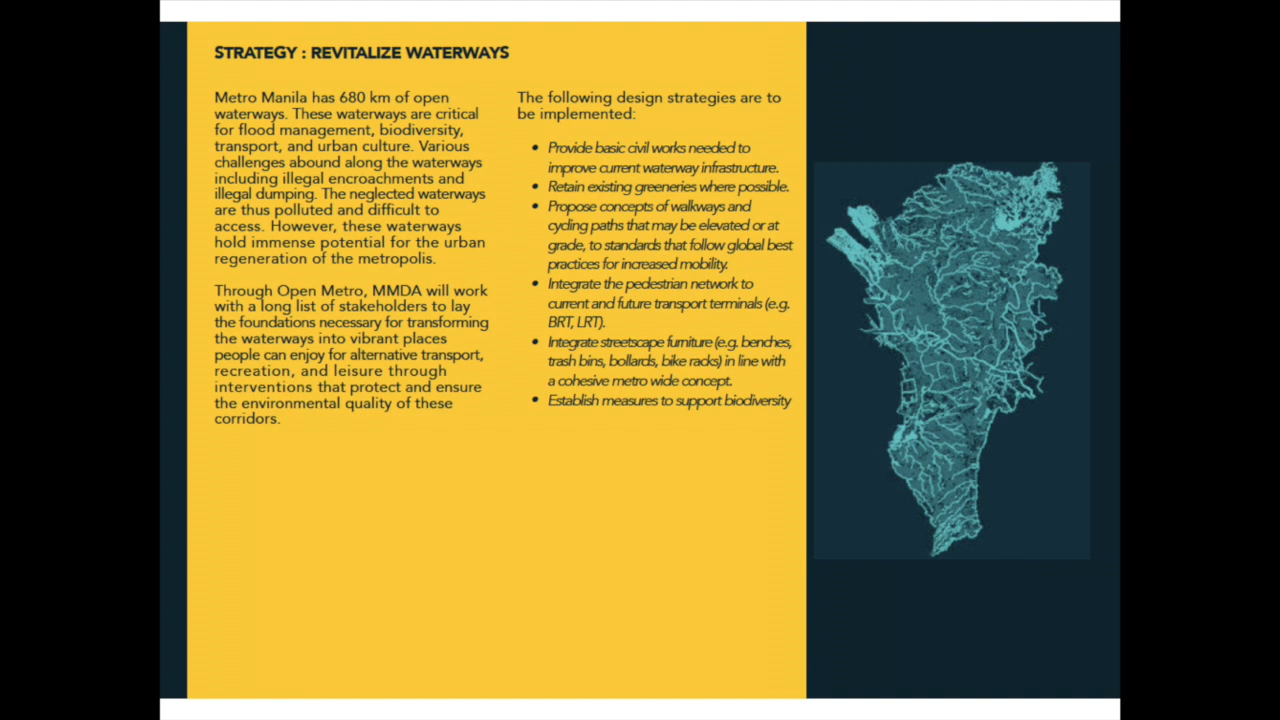 STRATEGY : REVITALIZE WATERWAYS
Metro Manila has 680 km of open
waterways. These waterways are critical
for flood management, biodiversity,
transport, and urban culture. Various
challenges abound along the waterways
including illegal encroachments and
illegal dumping. The neglected waterways
are thus polluted and difficult to
access. However, these waterways
hold immense potential for the urban
regeneration of the metropolis.
Through Open Metro, MMDA will work
with a long list of stakeholders to lay
the foundations necessary for transforming
the waterways into vibrant places
people can enjoy for alternative transport,
recreation, and leisure through
interventions that protect and ensure
the environmental quality of these
corridors.
The following design strategies are to
be implemented:
• Provide basic civil works needed to
improve current waterway infrastructure.
• Retain existing greeneries where possible.
• Propose concepts of walkways and
cycling paths that may be elevated or at
grade, to standards that follow global best
practices for increased mobility.
• Integrate the pedestrian network to
current and future transport terminals (e.g.
BRT, LRT).
• Integrate streetscape furniture (e.g. benches,
trash bins, bollards, bike racks) in line with
a cohesive metro wide concept.
• Establish measures to support biodiversity